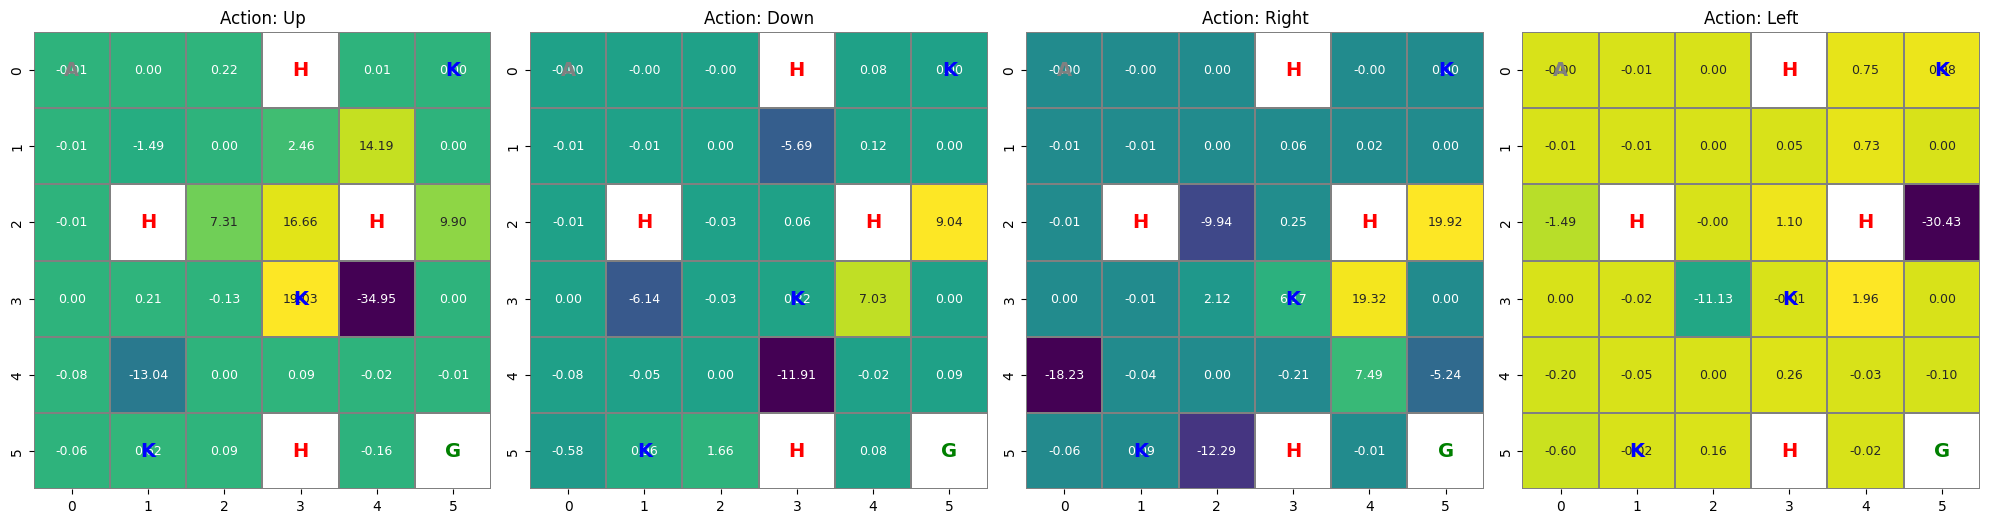 Action: Up
0 A 0.00 0.22 H 0.01 K
1 -0.01 -1.49 0.00 2.46 14.19 0.00
2 -0.01 H 7.31 16.66 H 9.90
3 0.00 0.21 -0.13 K -34.95 0.00
4 -0.08 -13.04 0.00 0.09 -0.02 -0.01
5 -0.06 K 0.09 H -0.16 G
0 1 2 3 4 5
Action: Down
0 A -0.00 -0.00 H 0.08 K
1 -0.01 -0.01 0.00 -5.69 0.12 0.00
2 -0.01 H -0.03 0.06 H 9.04
3 0.00 -6.14 -0.03 K 7.03 0.00
4 -0.08 -0.05 0.00 -11.91 -0.02 0.09
5 -0.58 K 1.66 H 0.08 G
0 1 2 3 4 5
Action: Right
0 A -0.00 0.00 H -0.00 K
1 -0.01 -0.01 0.00 0.06 0.02 0.00
2 -0.01 H -9.94 0.25 H 19.92
3 0.00 -0.01 2.12 K 19.32 0.00
4 -18.23 -0.04 0.00 -0.21 7.49 -5.24
5 -0.06 K -12.29 H -0.01 G
0 1 2 3 4 5
Action: Left
0 A -0.01 0.00 H 0.75 K
1 -0.01 -0.01 0.00 0.05 0.73 0.00
2 -1.49 H -0.00 1.10 H -30.43
3 0.00 -0.02 -11.13 K 1.96 0.00
4 -0.20 -0.05 0.00 0.26 -0.03 -0.10
5 -0.60 K 0.16 H -0.02 G
0 1 2 3 4 5